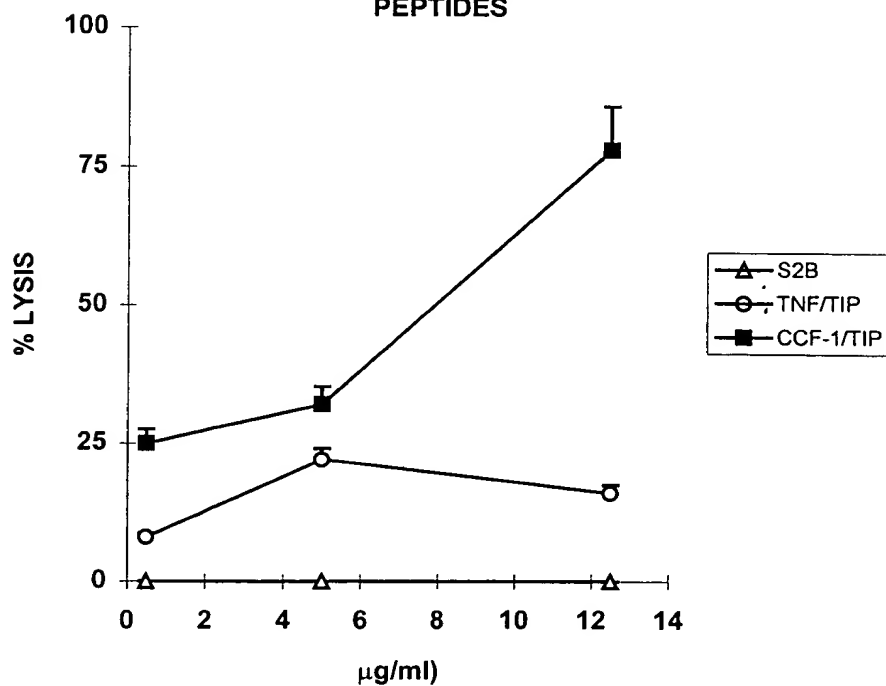 PEPTIDES
100
75
50
25
0
% LYSIS
0 2 4 6 8 10 12 14
µg/ml)
S2B
TNF/TIP
CCF-1/TIP